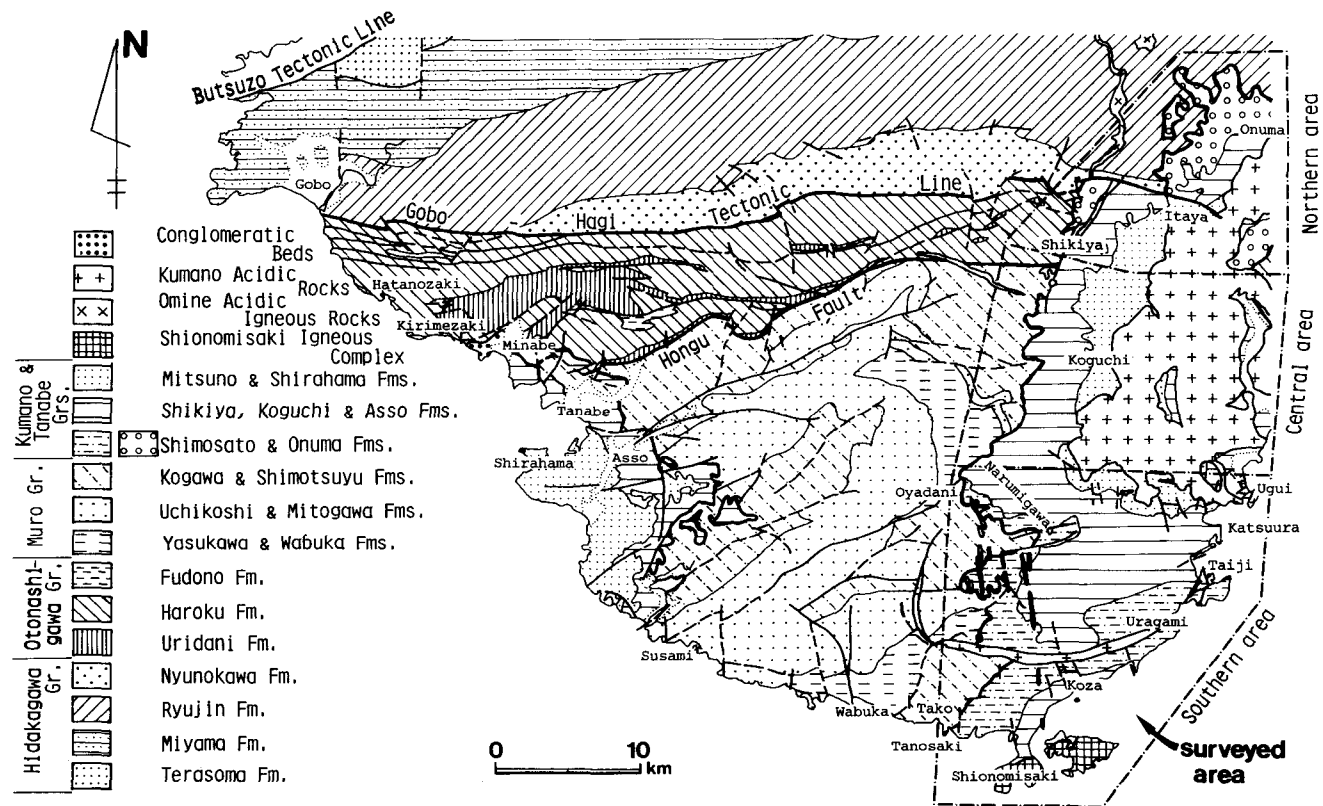 Butsuzo Tectonic Line
N
Onuma
Northern area
Gobo
Gobo Hagi Tectonic Line
Itaya
Shikiya
Conglomeratic
Beds
Kumano Acidic
Rocks
Omine Acidic
Igneous Rocks
Shionomisaki Igneous
Complex
Kumano &
Tanabe
Grs.
Mitsuno & Shirahama Fms.
Shikiya, Koguchi & Asso Fms.
Shimosato & Onuma Fms.
Muro Gr.
Kogawa & Shimotsuyu Fms.
Uchikoshi & Mitogawa Fms.
Yasukawa & Wabuka Fms.
Otonashi-
gawa Gr.
Fudono Fm.
Haroku Fm.
Uridani Fm.
Hidakagawa
Gr.
Nyunokawa Fm.
Ryujin Fm.
Miyama Fm.
Terasoma Fm.
Hatanozaki
Kirimezaki
Minabe
Hongu Fault
Koguchi
Central area
Tanabe
Shirahama
Asso
Oyadani
Narumigawa
Ugui
Katsuura
Taiji
Uragami
Susami
Koza
Southern area
Wabuka
Tako
Tanosaki
Shionomisaki
surveyed
area
0 10
km